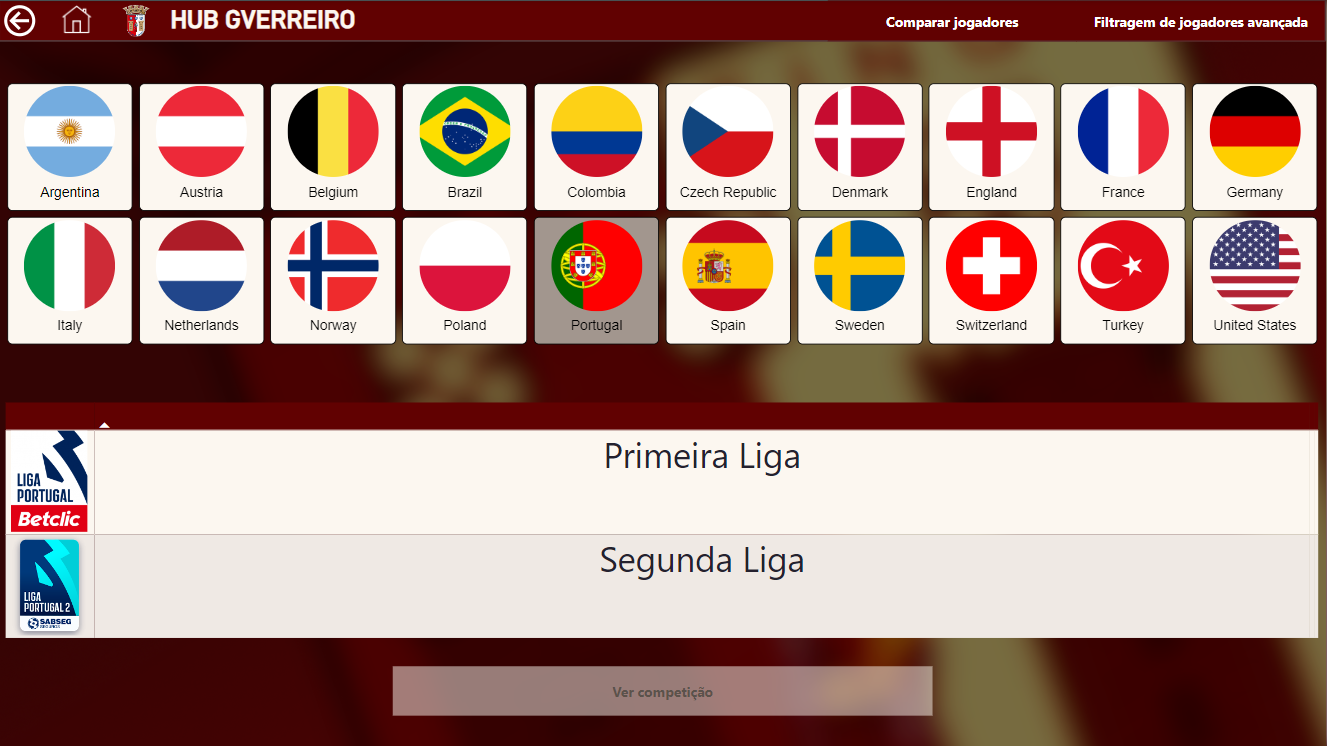 HUB GVERREIRO
Comparar jogadores
Filtragem de jogadores avançada
Argentina
Austria
Belgium
Brazil
Colombia
Czech Republic
Denmark
England
France
Germany
Italy
Netherlands
Norway
Poland
Portugal
Spain
Sweden
Switzerland
Turkey
United States
LIGA
PORTUGAL
Betclic
Primeira Liga
LIGA
PORTUGAL 2
SABSEG
SEGUROS
Segunda Liga
Ver competição